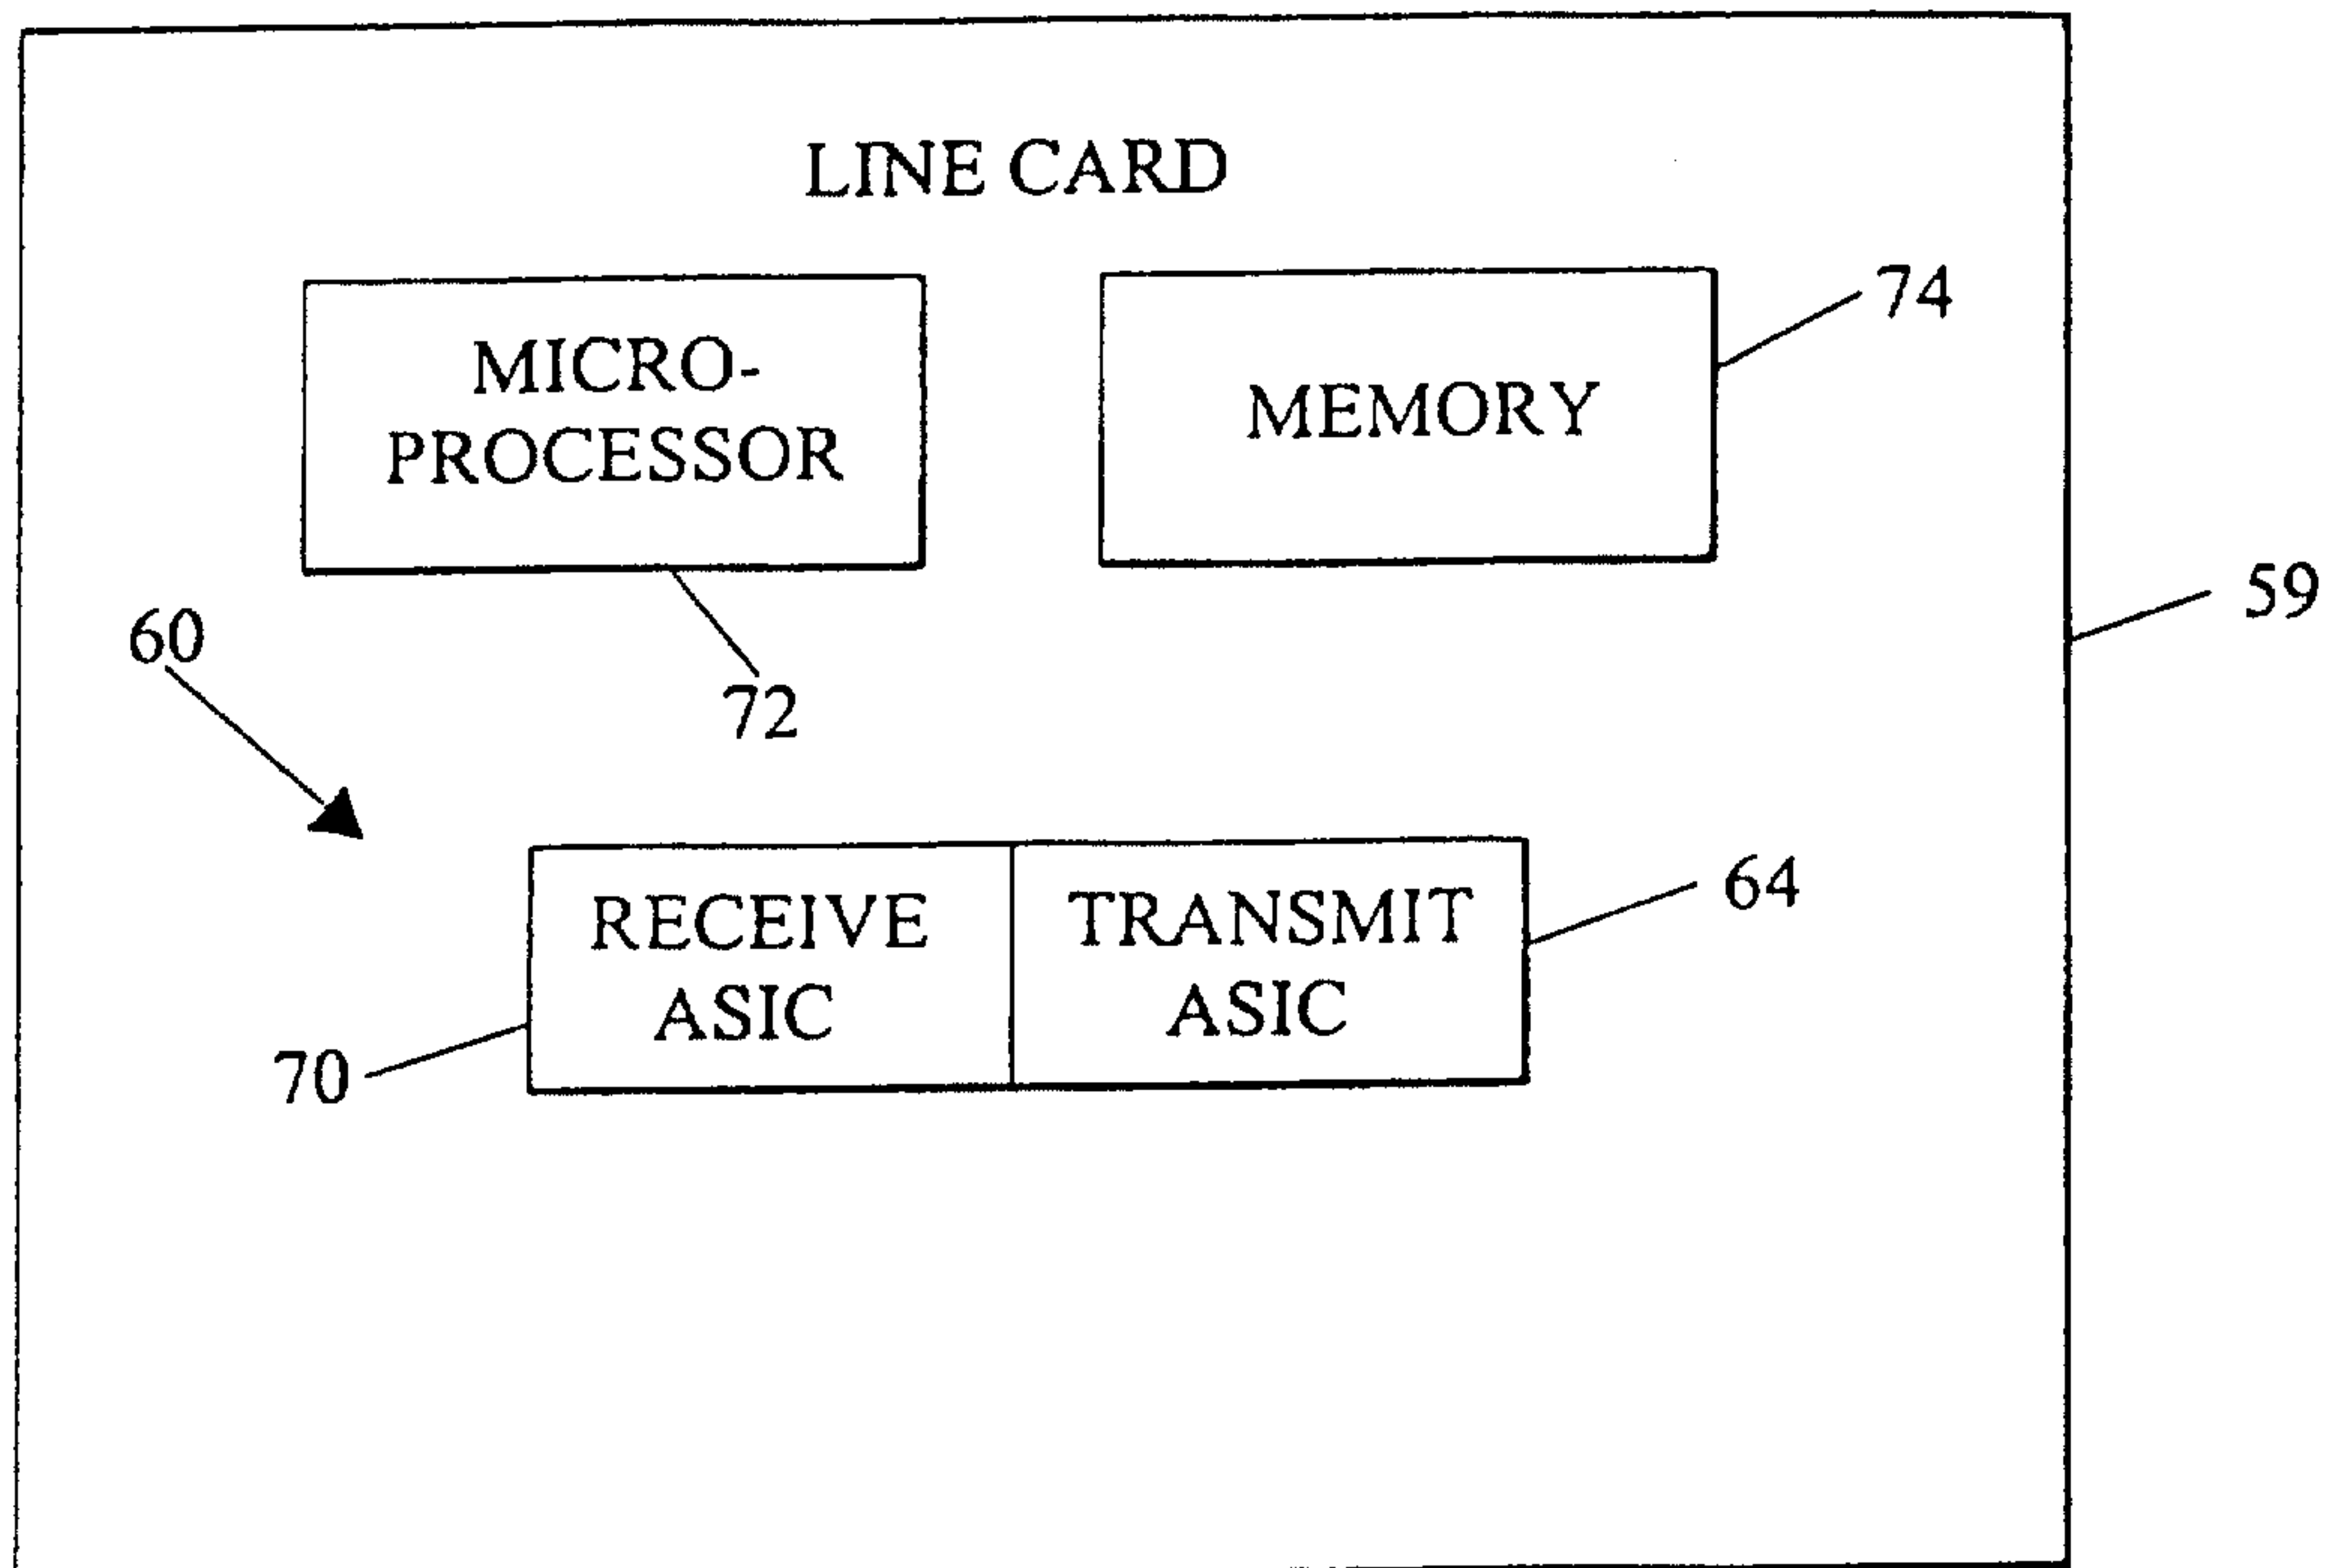 LINE CARD
MICRO-
PROCESSOR
MEMORY
74
59
60
72
RECEIVE
ASIC
TRANSMIT
ASIC
64
70